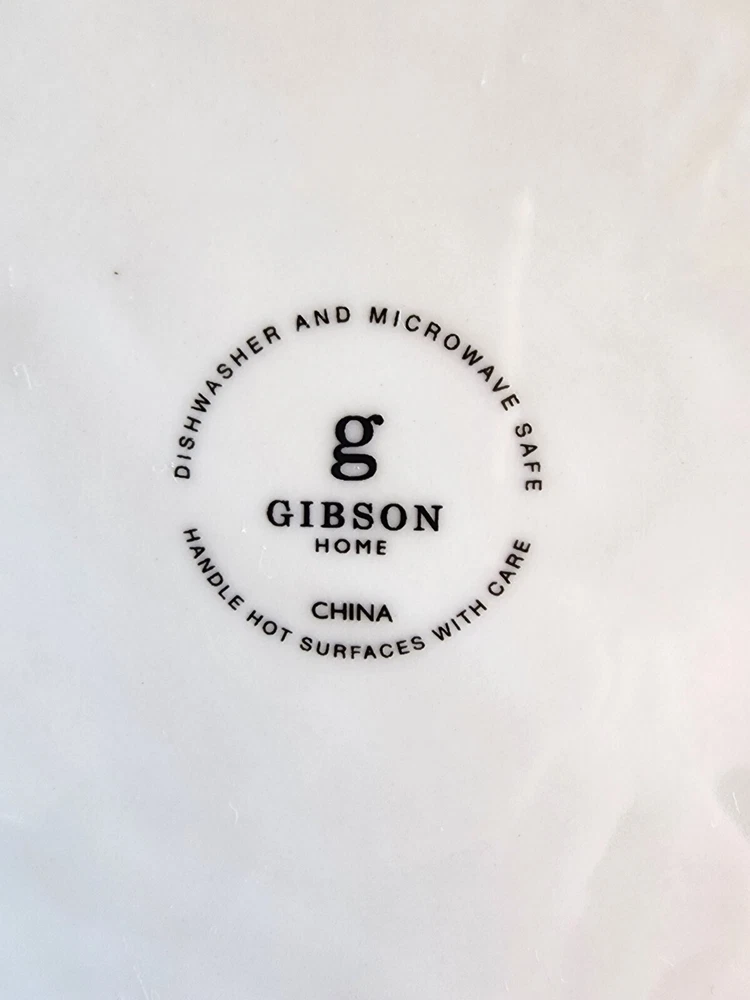 DISHWASHER AND MICROWAVE SAFE
g
GIBSON
HOME
CHINA
HANDLE HOT SURFACES WITH CARE